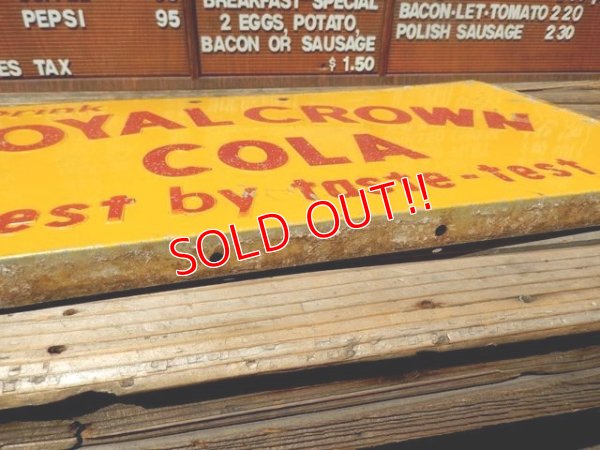 PEPSI 95
ES TAX
BREAKFAST SPECIAL
2 EGGS, POTATO,
BACON OR SAUSAGE
$1.50
BACON-LET-TOMATO 2 20
POLISH SAUSAGE 2 30
Drink
OYAL CROWN
COLA
est by taste-test
SOLD OUT!!